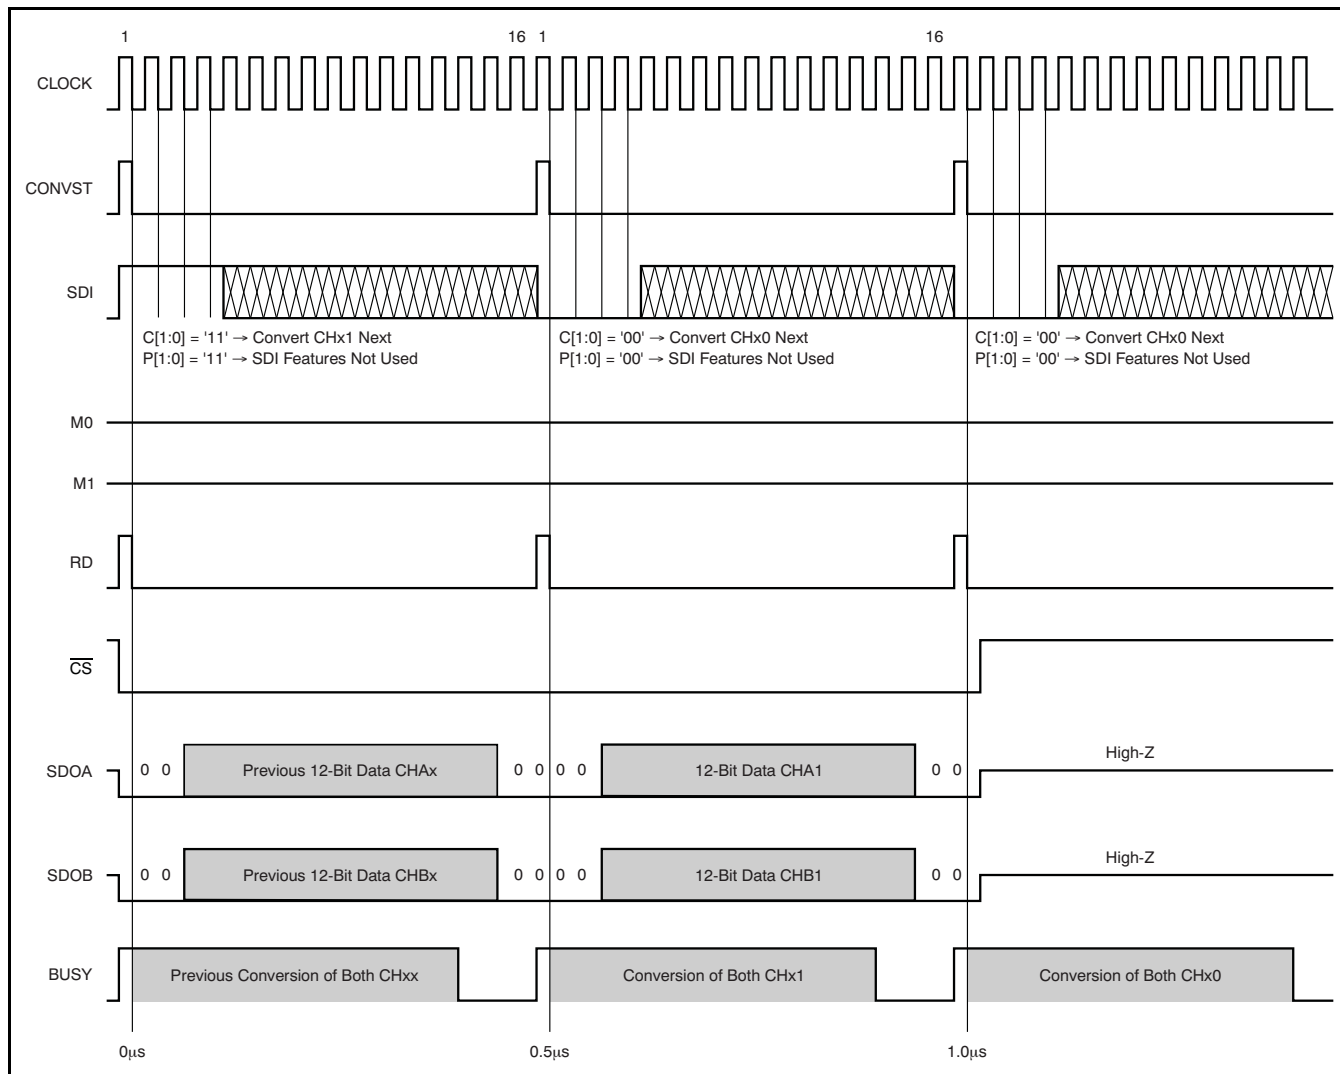 1 16 1 16
CLOCK
CONVST
SDI
C[1:0] = '11' → Convert CHx1 Next
P[1:0] = '11' → SDI Features Not Used
C[1:0] = '00' → Convert CHx0 Next
P[1:0] = '00' → SDI Features Not Used
C[1:0] = '00' → Convert CHx0 Next
P[1:0] = '00' → SDI Features Not Used
M0
M1
RD
CS
SDOA 0 0 Previous 12-Bit Data CHAx 0 0 0 0 12-Bit Data CHA1 0 0 High-Z
SDOB 0 0 Previous 12-Bit Data CHBx 0 0 0 0 12-Bit Data CHB1 0 0 High-Z
BUSY Previous Conversion of Both CHxx Conversion of Both CHx1 Conversion of Both CHx0
0μs 0.5μs 1.0μs